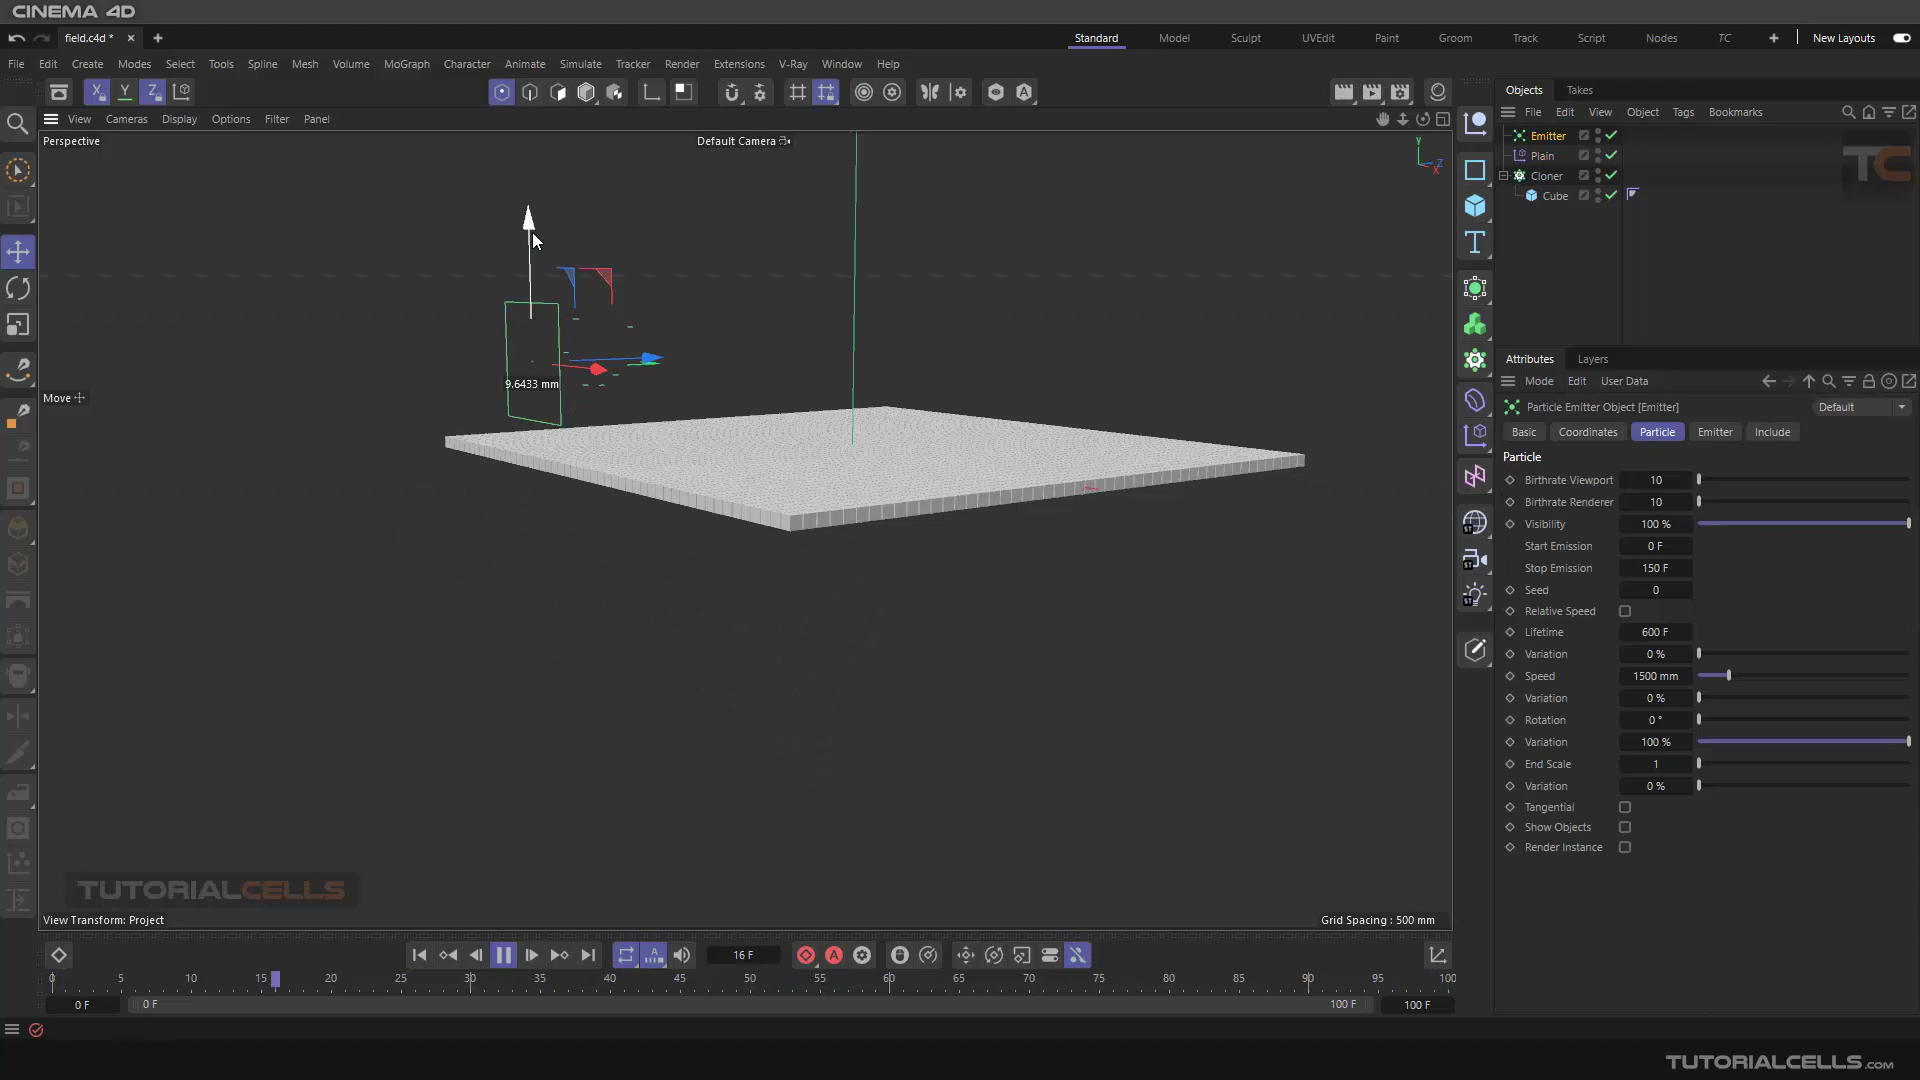 CINEMA 4D
field.c4d *
Standard
Model
Sculpt
UVEdit
Paint
Groom
Track
Script
Nodes
TC
New Layouts
File Edit Create Modes Select Tools Spline Mesh Volume MoGraph Character Animate Simulate Tracker Render Extensions V-Ray Window Help
X Y Z
Objects Takes
File Edit View Object Tags Bookmarks
View Cameras Display Options Filter Panel
Perspective
Default Camera
Y
Z
X
Emitter
Plain
Cloner
Cube
TC
9.6433 mm
Move
Attributes Layers
Mode Edit User Data
Particle Emitter Object [Emitter]
Default
Basic Coordinates Particle Emitter Include
Particle
Birthrate Viewport 10
Birthrate Renderer 10
Visibility 100 %
Start Emission 0 F
Stop Emission 150 F
Seed 0
Relative Speed
Lifetime 600 F
Variation 0 %
Speed 1500 mm
Variation 0 %
Rotation 0 °
Variation 100 %
End Scale 1
Variation 0 %
Tangential
Show Objects
Render Instance
TUTORIALCELLS
View Transform: Project
Grid Spacing : 500 mm
16 F
0 5 10 15 20 25 30 35 40 45 50 55 60 65 70 75 80 85 90 95 100
0 F
0 F
100 F
100 F
TUTORIALCELLS.COM